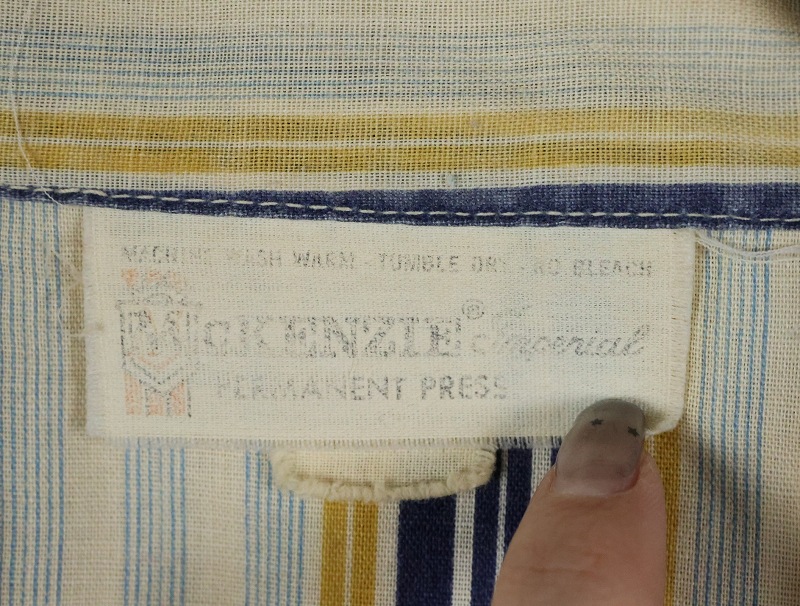 MACHINE WASH WARM - TUMBLE DRY - NO BLEACH
McKENZIE® Imperial
PERMANENT PRESS